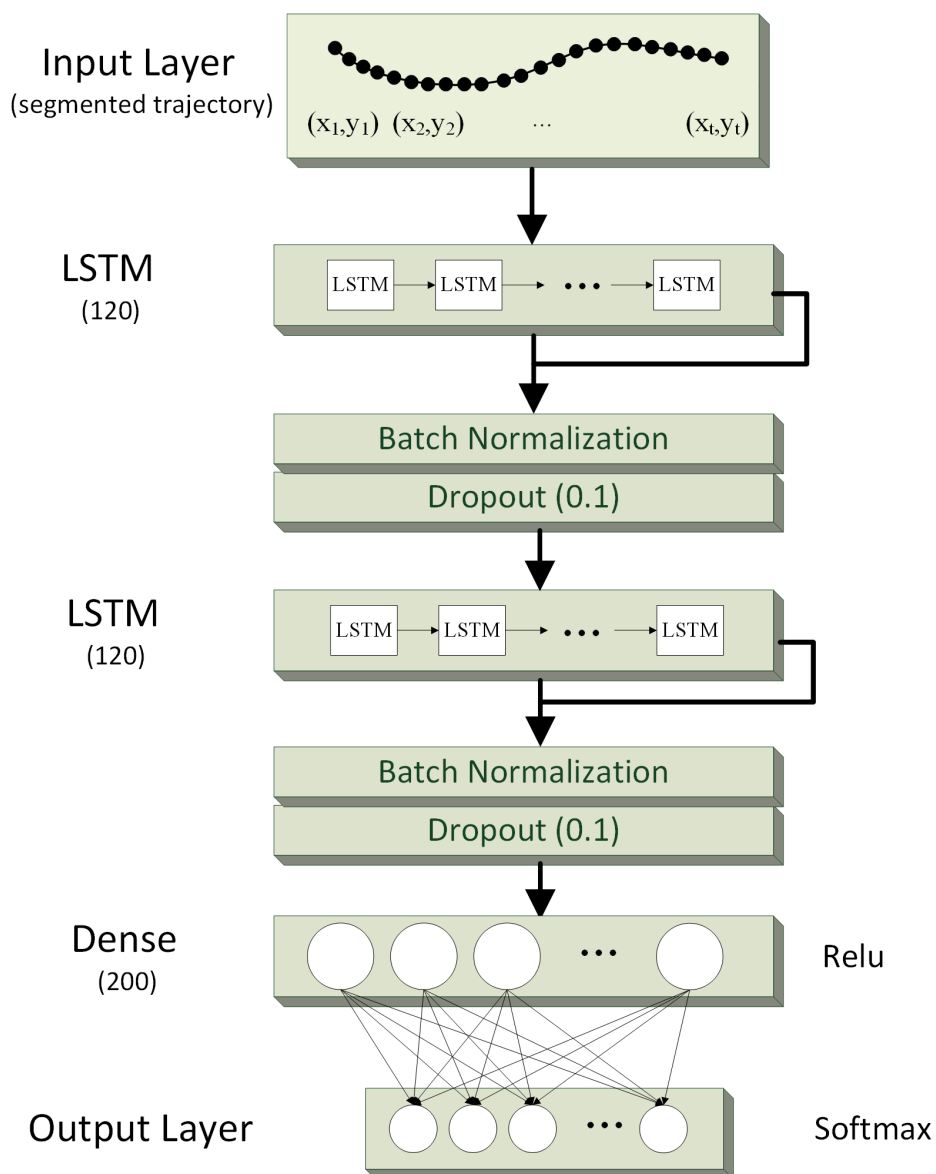 Input Layer
(segmented trajectory)
(x₁,y₁) (x₂,y₂) ... (xₜ,yₜ)
LSTM
(120)
LSTM LSTM ••• LSTM
Batch Normalization
Dropout (0.1)
LSTM
(120)
LSTM LSTM ••• LSTM
Batch Normalization
Dropout (0.1)
Dense
(200)
•••
Relu
Output Layer
•••
Softmax